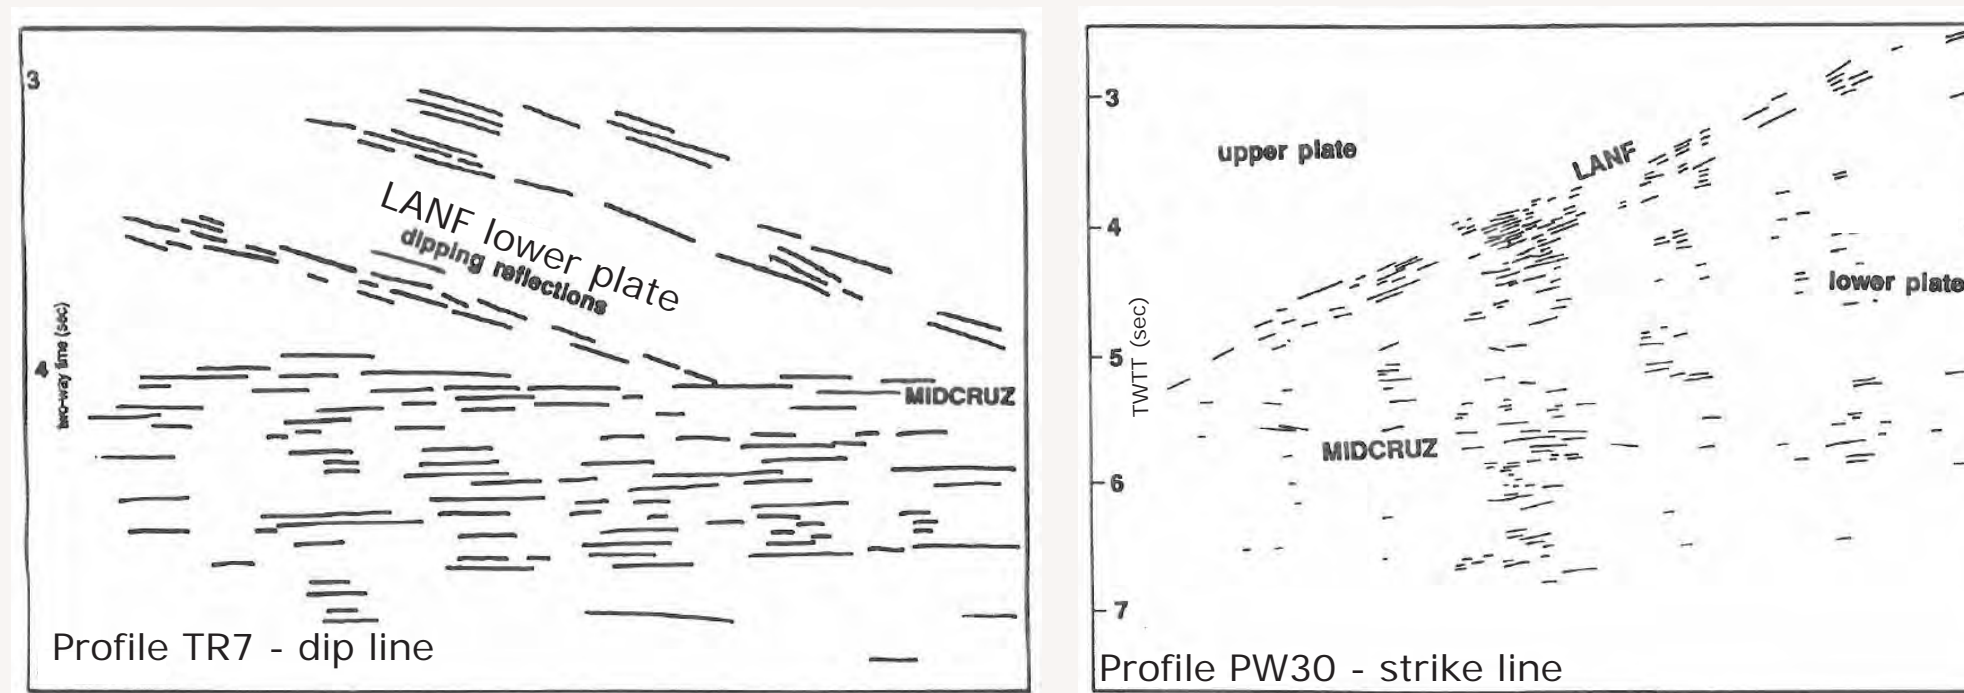 3
LANF lower plate
dipping reflections
4
two-way time (sec)
MIDCRUZ
Profile TR7 - dip line
3
upper plate
LANF
4
lower plate
5
TWTT (sec)
MIDCRUZ
6
7
Profile PW30 - strike line